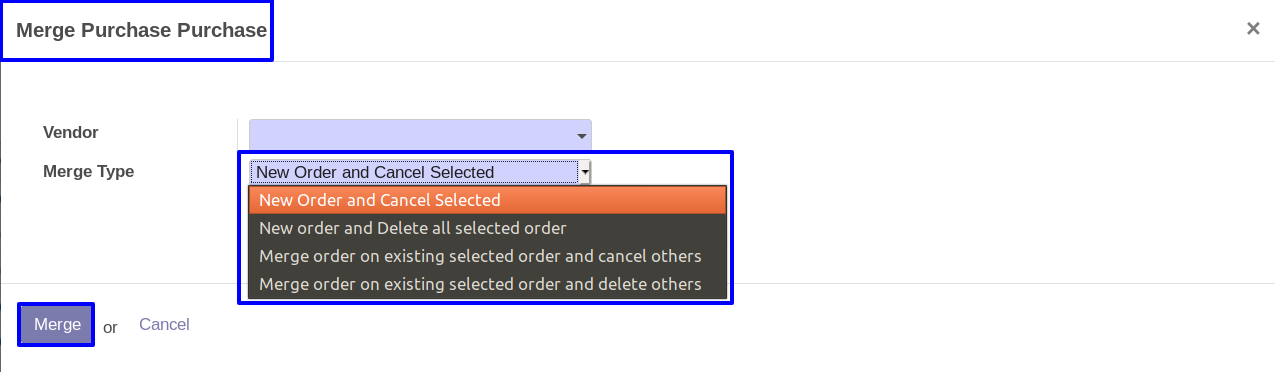 Merge Purchase Purchase ×
Vendor
Merge Type New Order and Cancel Selected
New Order and Cancel Selected
New order and Delete all selected order
Merge order on existing selected order and cancel others
Merge order on existing selected order and delete others
Merge or Cancel